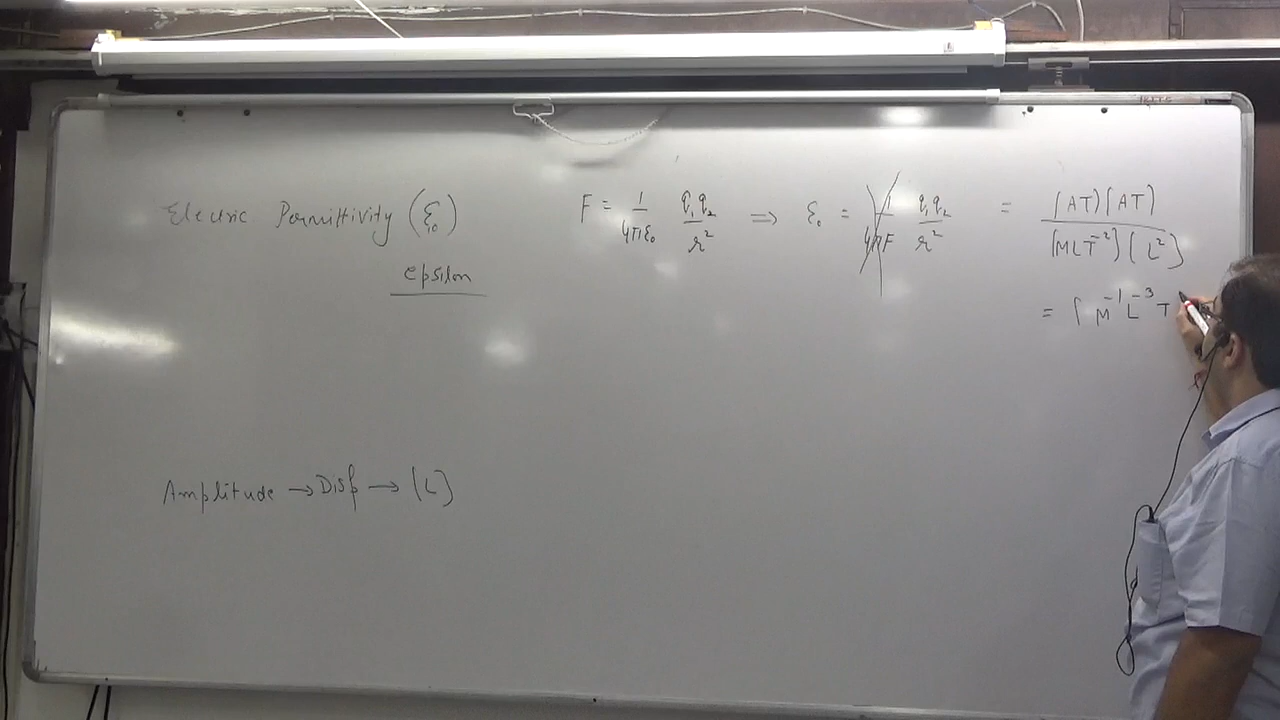 Electric Permittivity (ε₀)
epsilon
F = 1/4πε₀ q₁q₂/r² ⟹ ε₀ = 1/4πF q₁q₂/r² = [AT][AT]/[MLT⁻²][L²]
= [M⁻¹L⁻³T
Amplitude → Disp → [L]